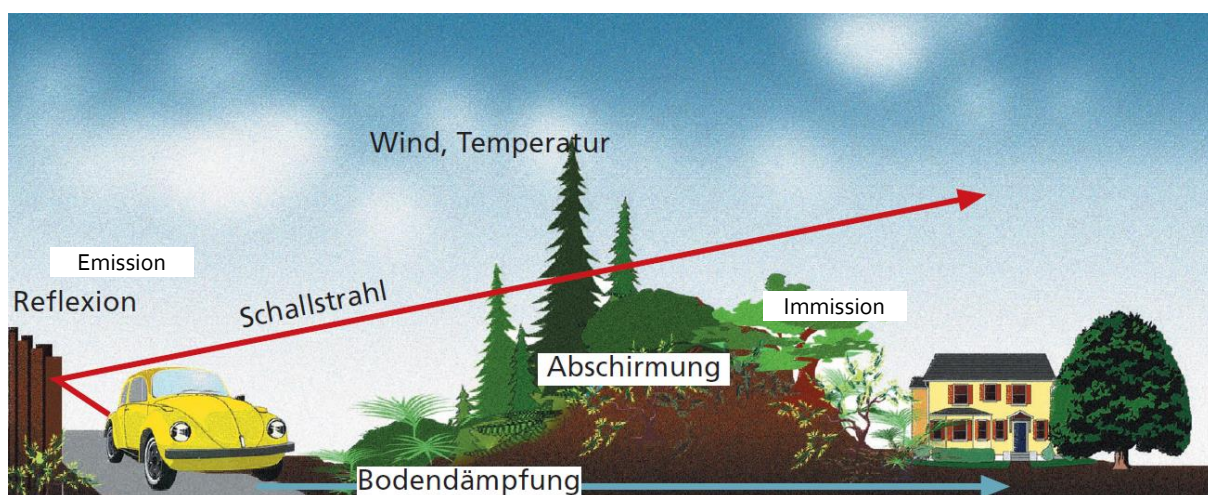 Wind, Temperatur
Emission
Reflexion
Schallstrahl
Immission
Abschirmung
Bodendämpfung